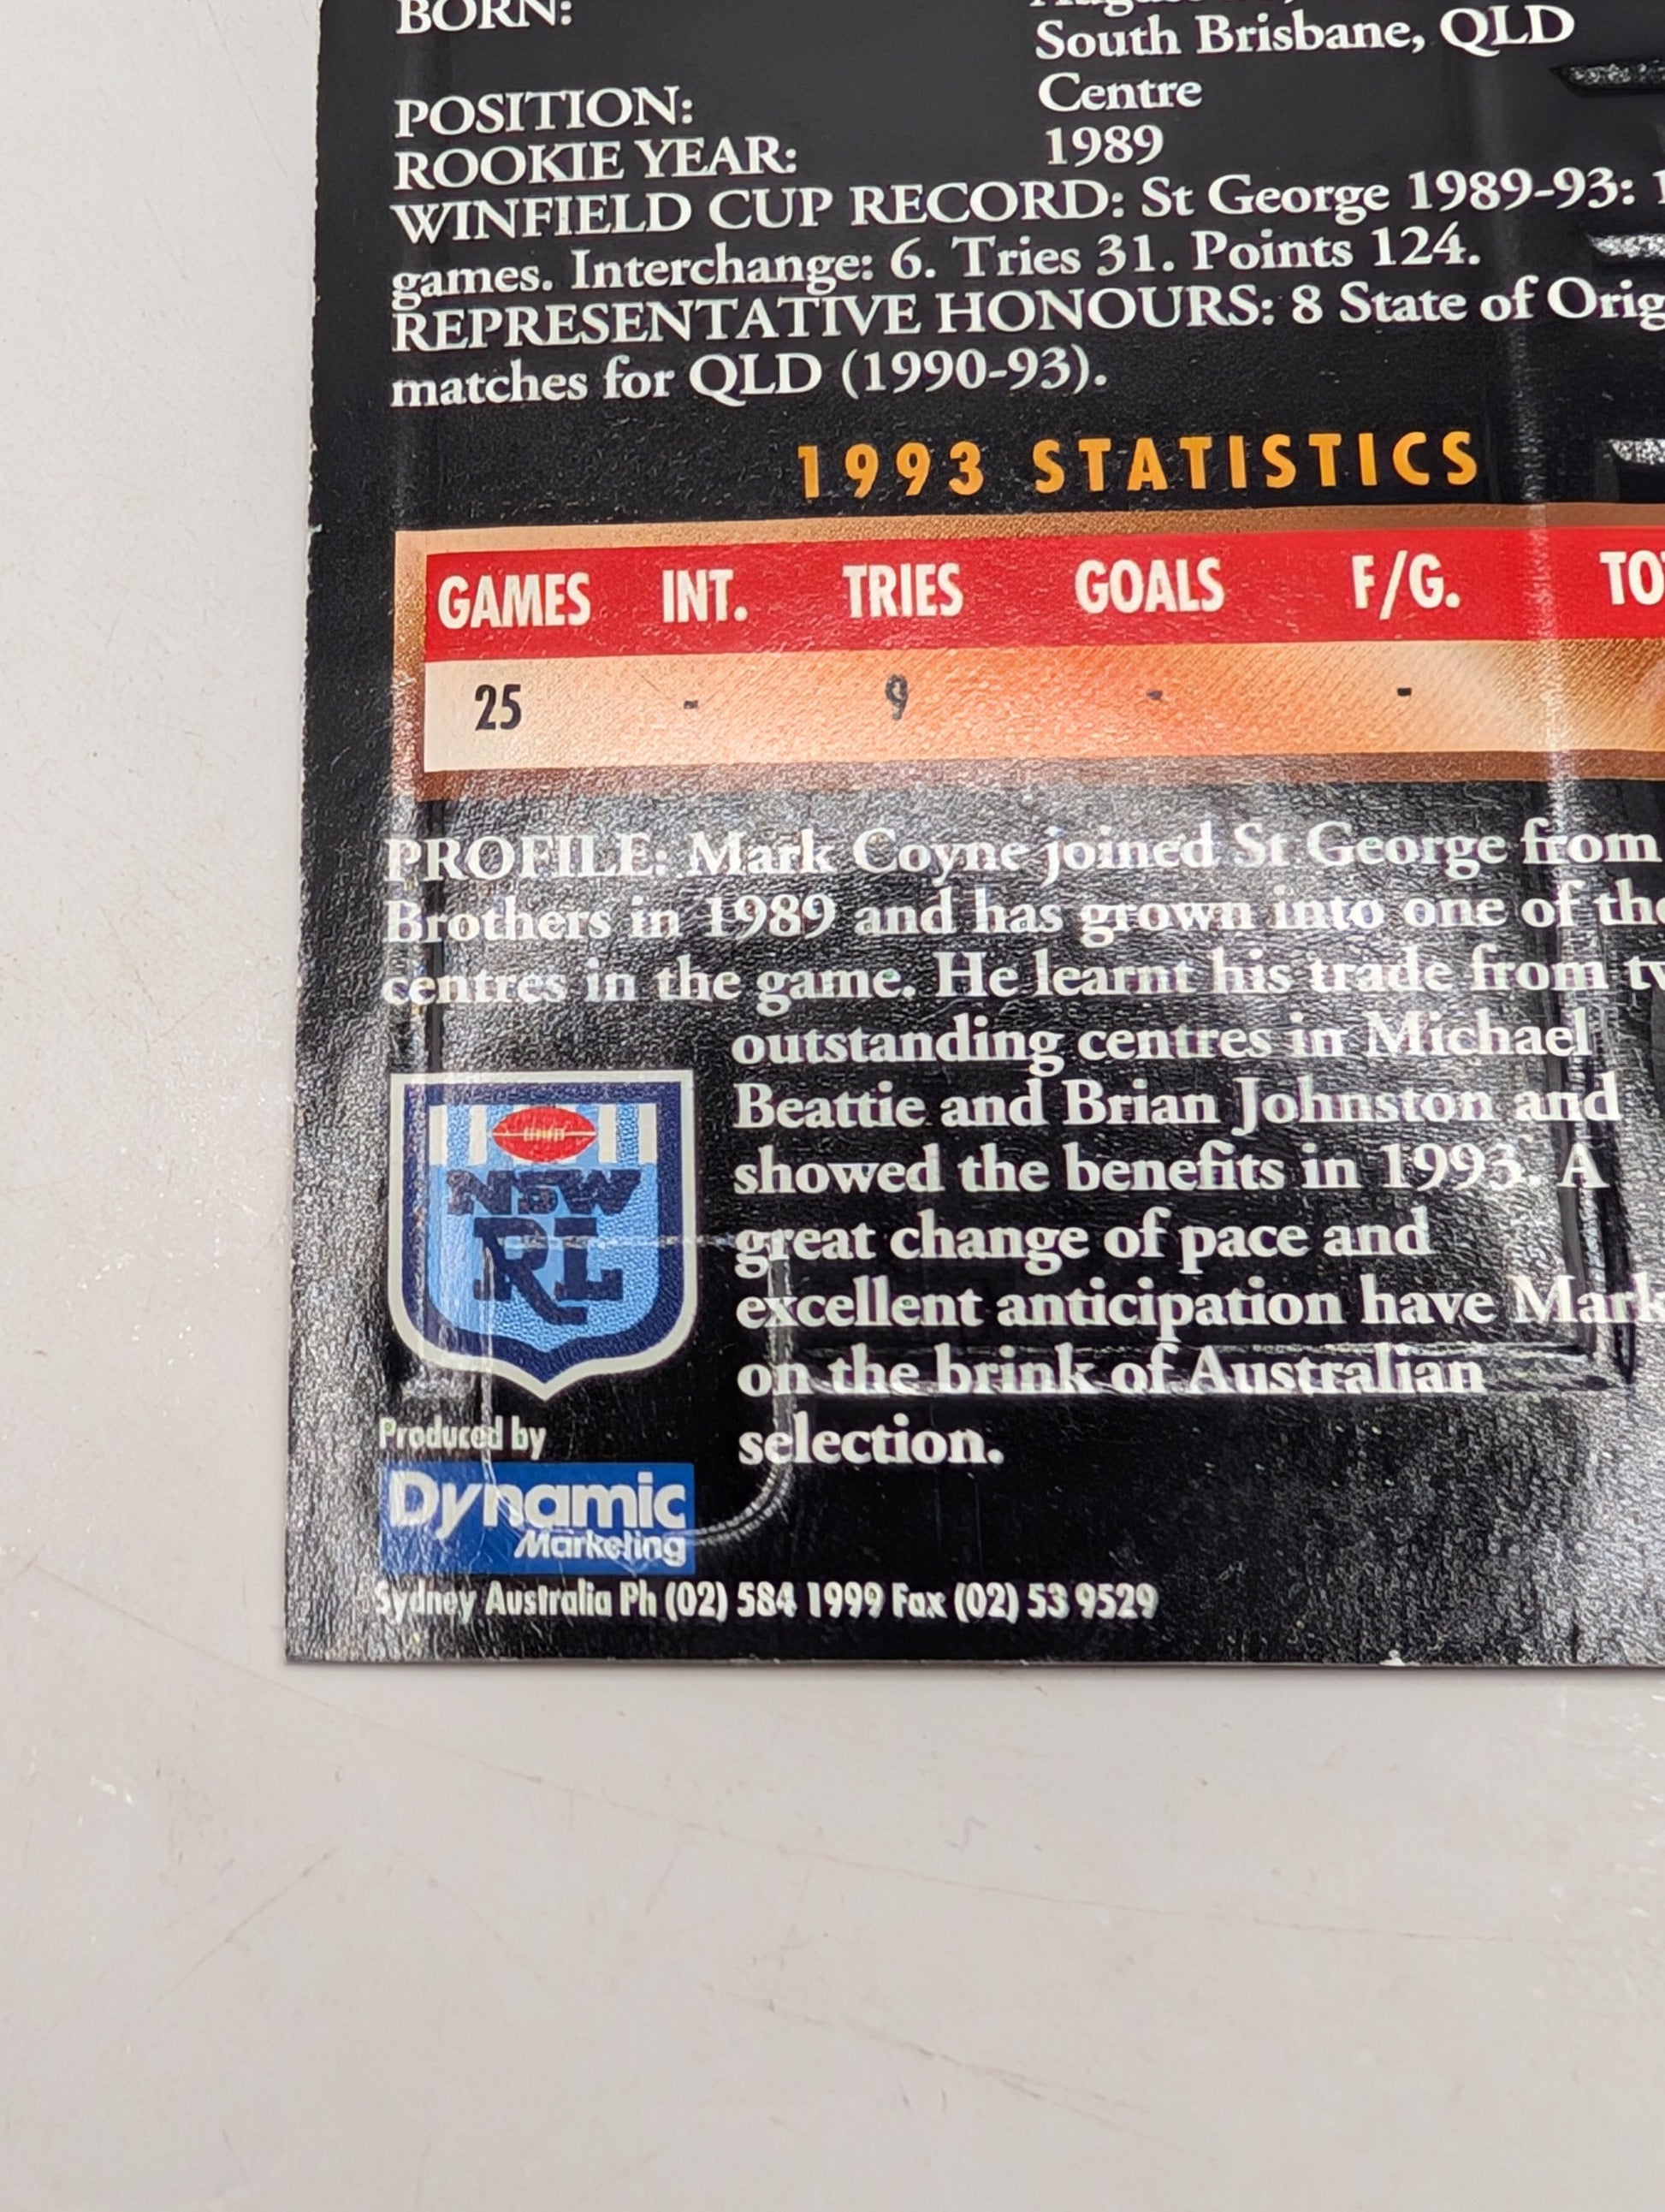 BORN:
South Brisbane, QLD
POSITION: Centre
ROOKIE YEAR: 1989
WINFIELD CUP RECORD: St George 1989-93:
games. Interchange: 6. Tries 31. Points 124.
REPRESENTATIVE HONOURS: 8 State of Orig
matches for QLD (1990-93).
1993 STATISTICS
GAMES INT. TRIES GOALS F/G. TO
25 - 9 - -
PROFILE: Mark Coyne joined St George from
Brothers in 1989 and has grown into one of the
centres in the game. He learnt his trade from tw
outstanding centres in Michael
Beattie and Brian Johnston and
showed the benefits in 1993. A
great change of pace and
excellent anticipation have Mark
on the brink of Australian
selection.
NSW
RL
Produced by
Dynamic
Marketing
Sydney Australia Ph (02) 584 1999 Fax (02) 53 9529